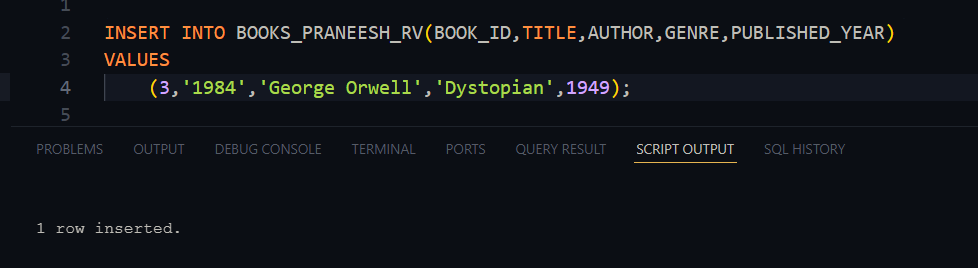 1
2 INSERT INTO BOOKS_PRANEESH_RV(BOOK_ID,TITLE,AUTHOR,GENRE,PUBLISHED_YEAR)
3 VALUES
4 (3,'1984','George Orwell','Dystopian',1949);
5
PROBLEMS OUTPUT DEBUG CONSOLE TERMINAL PORTS QUERY RESULT SCRIPT OUTPUT SQL HISTORY
1 row inserted.